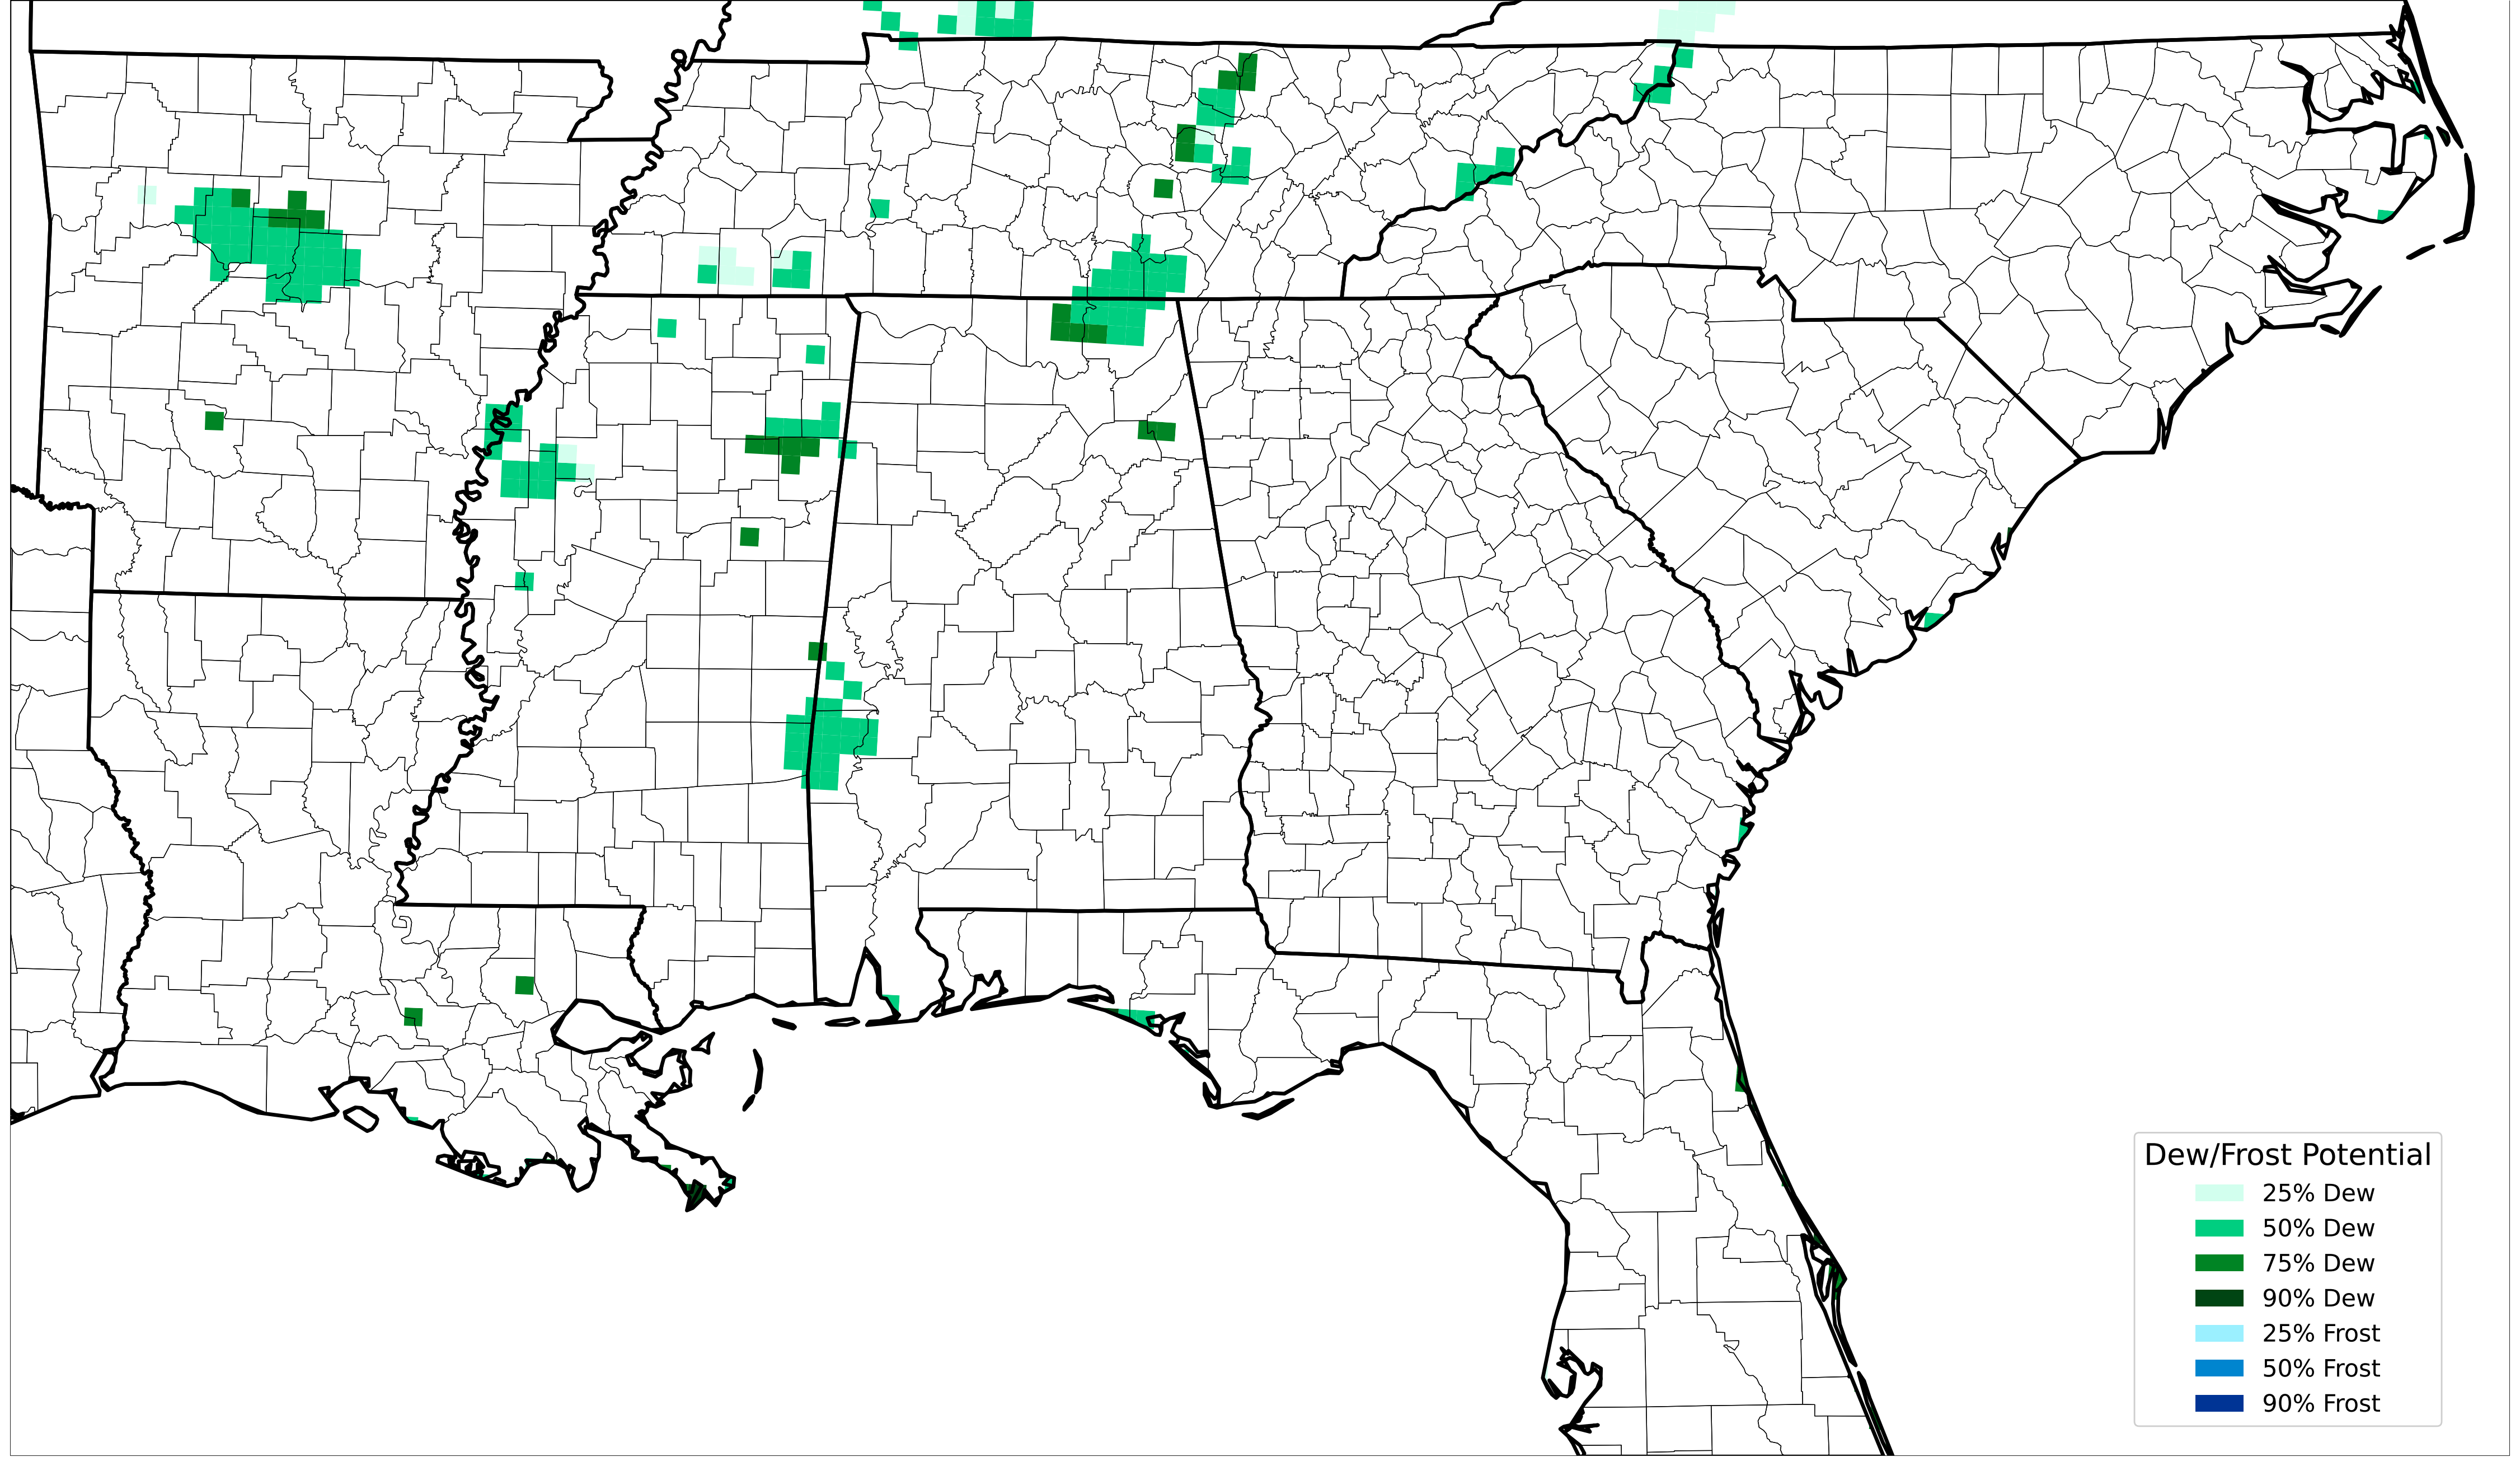 Dew/Frost Potential
25% Dew
50% Dew
75% Dew
90% Dew
25% Frost
50% Frost
90% Frost